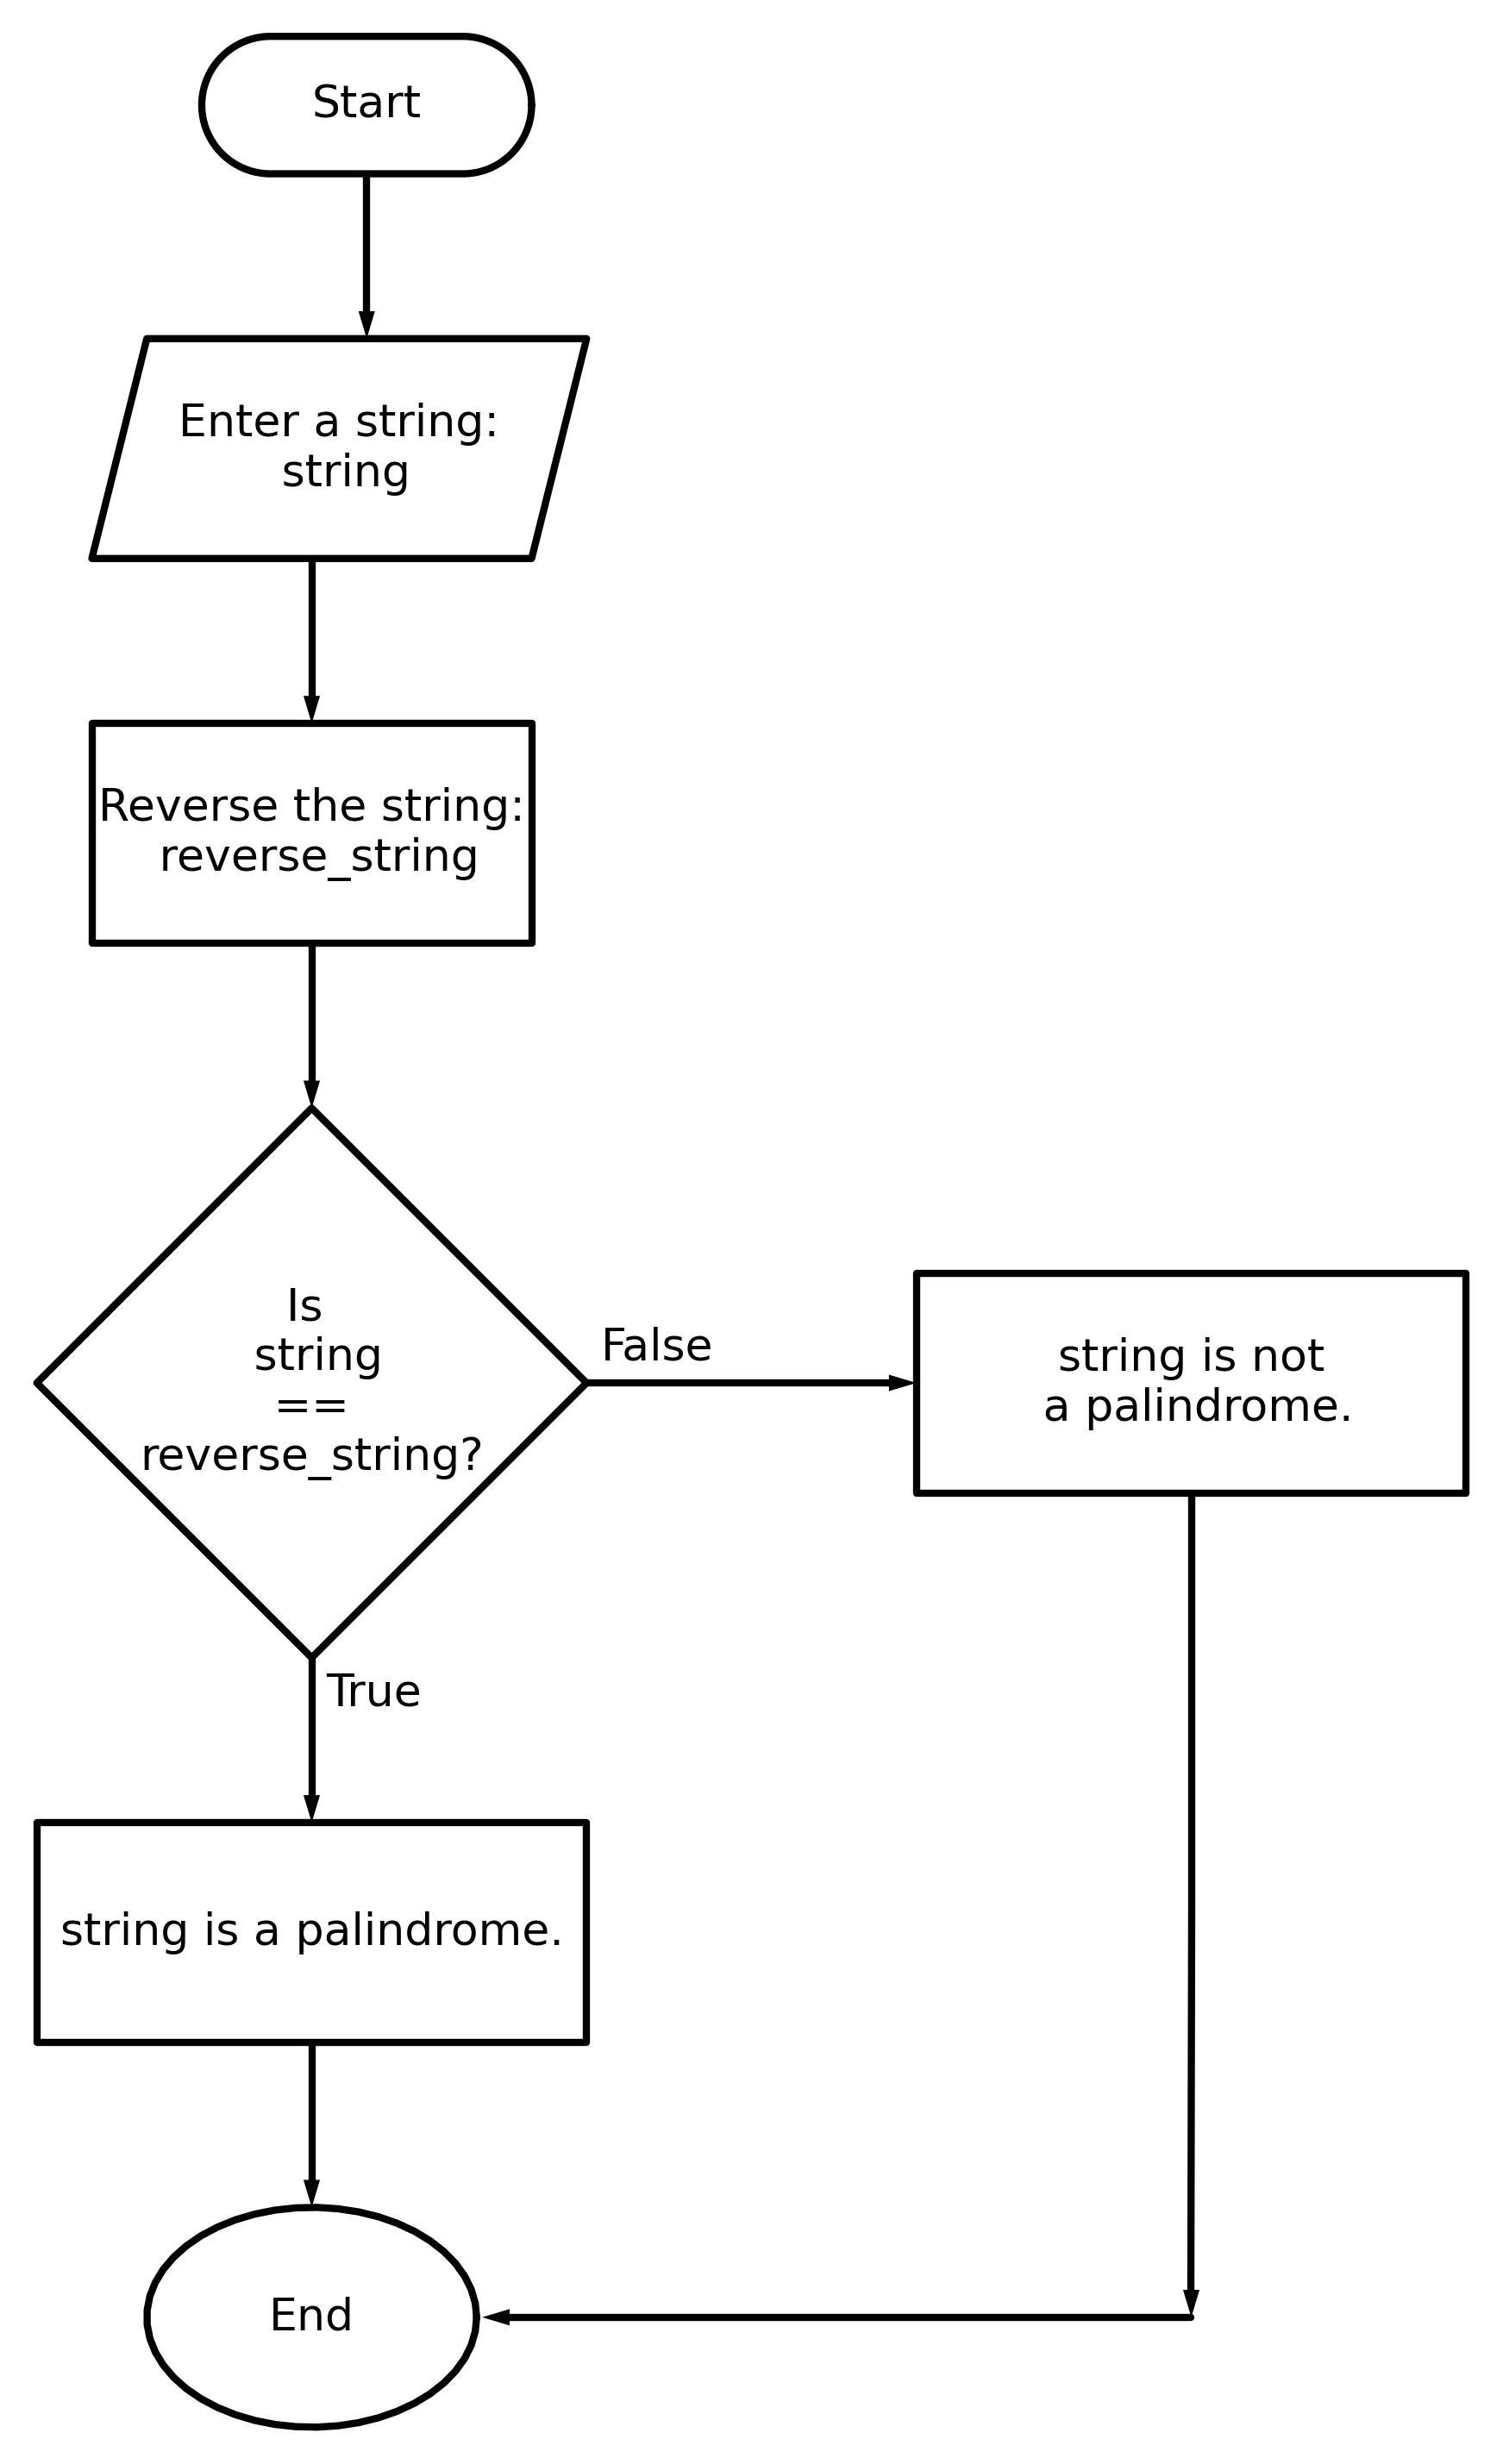 Start
Enter a string:
string
Reverse the string:
reverse_string
Is
string
==
reverse_string?
False
string is not
a palindrome.
True
string is a palindrome.
End